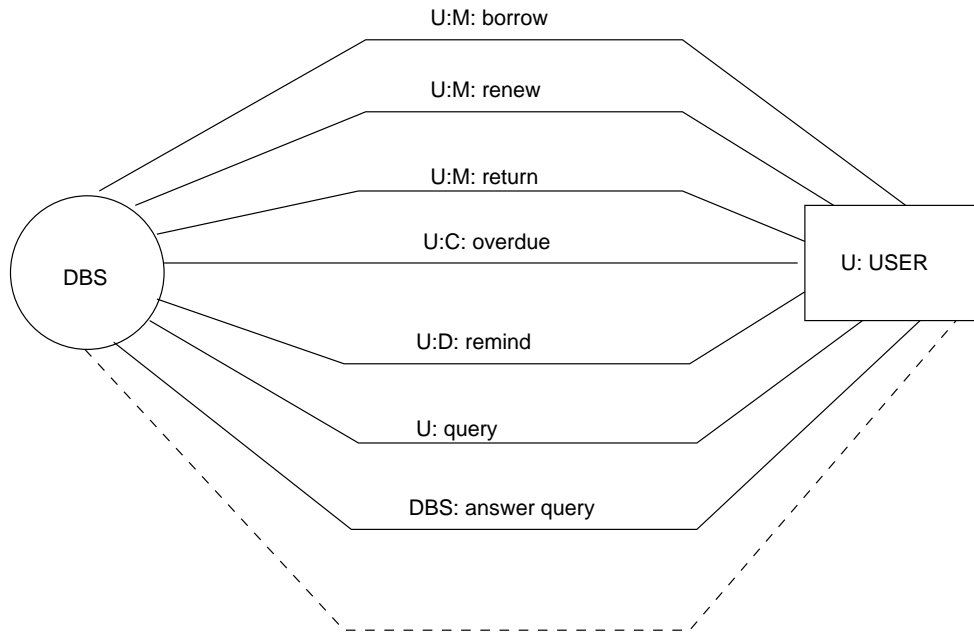 U:M: borrow
U:M: renew
U:M: return
U:C: overdue
DBS
U: USER
U:D: remind
U: query
DBS: answer query